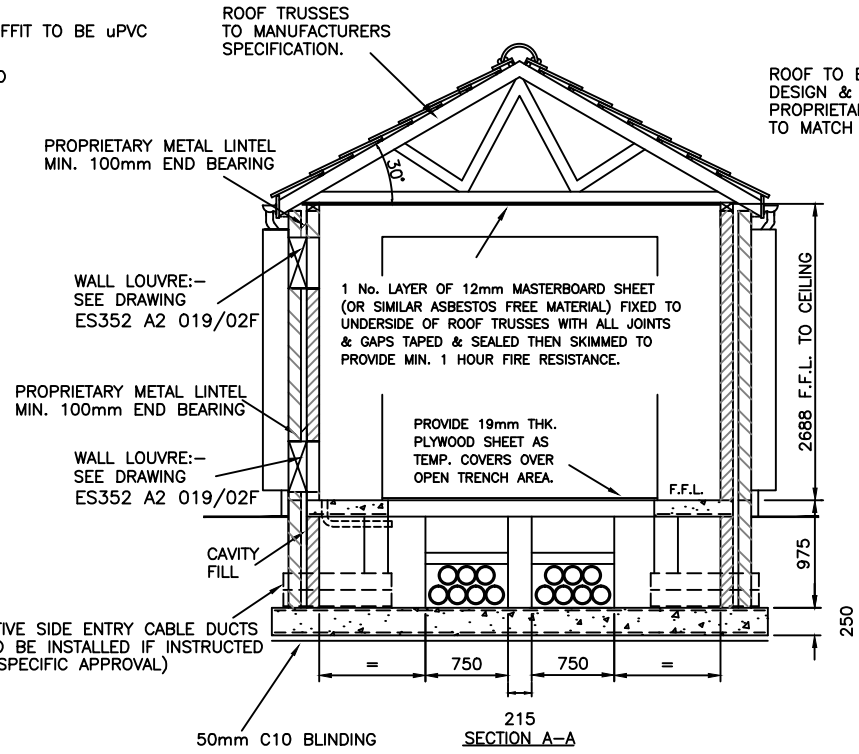 FFIT TO BE uPVC
ROOF TRUSSES
TO MANUFACTURERS
SPECIFICATION.
ROOF TO
DESIGN &
TO MATCH
PROPRIETARY METAL LINTEL
MIN. 100mm END BEARING
30°
WALL LOUVRE:-
SEE DRAWING
ES352 A2 019/02F
1 No. LAYER OF 12mm MASTERBOARD SHEET
(OR SIMILAR ASBESTOS FREE MATERIAL) FIXED TO
UNDERSIDE OF ROOF TRUSSES WITH ALL JOINTS
& GAPS TAPED & SEALED THEN SKIMMED TO
PROVIDE MIN. 1 HOUR FIRE RESISTANCE.
2688 F.F.L. TO CEILING
PROPRIETARY METAL LINTEL
MIN. 100mm END BEARING
PROVIDE 19mm THK.
PLYWOOD SHEET AS
TEMP. COVERS OVER
OPEN TRENCH AREA.
WALL LOUVRE:-
SEE DRAWING
ES352 A2 019/02F
F.F.L.
975
CAVITY
FILL
TIVE SIDE ENTRY CABLE DUCTS
BE INSTALLED IF INSTRUCTED
SPECIFIC APPROVAL)
250
=
750
750
=
215
50mm C10 BLINDING
SECTION A-A